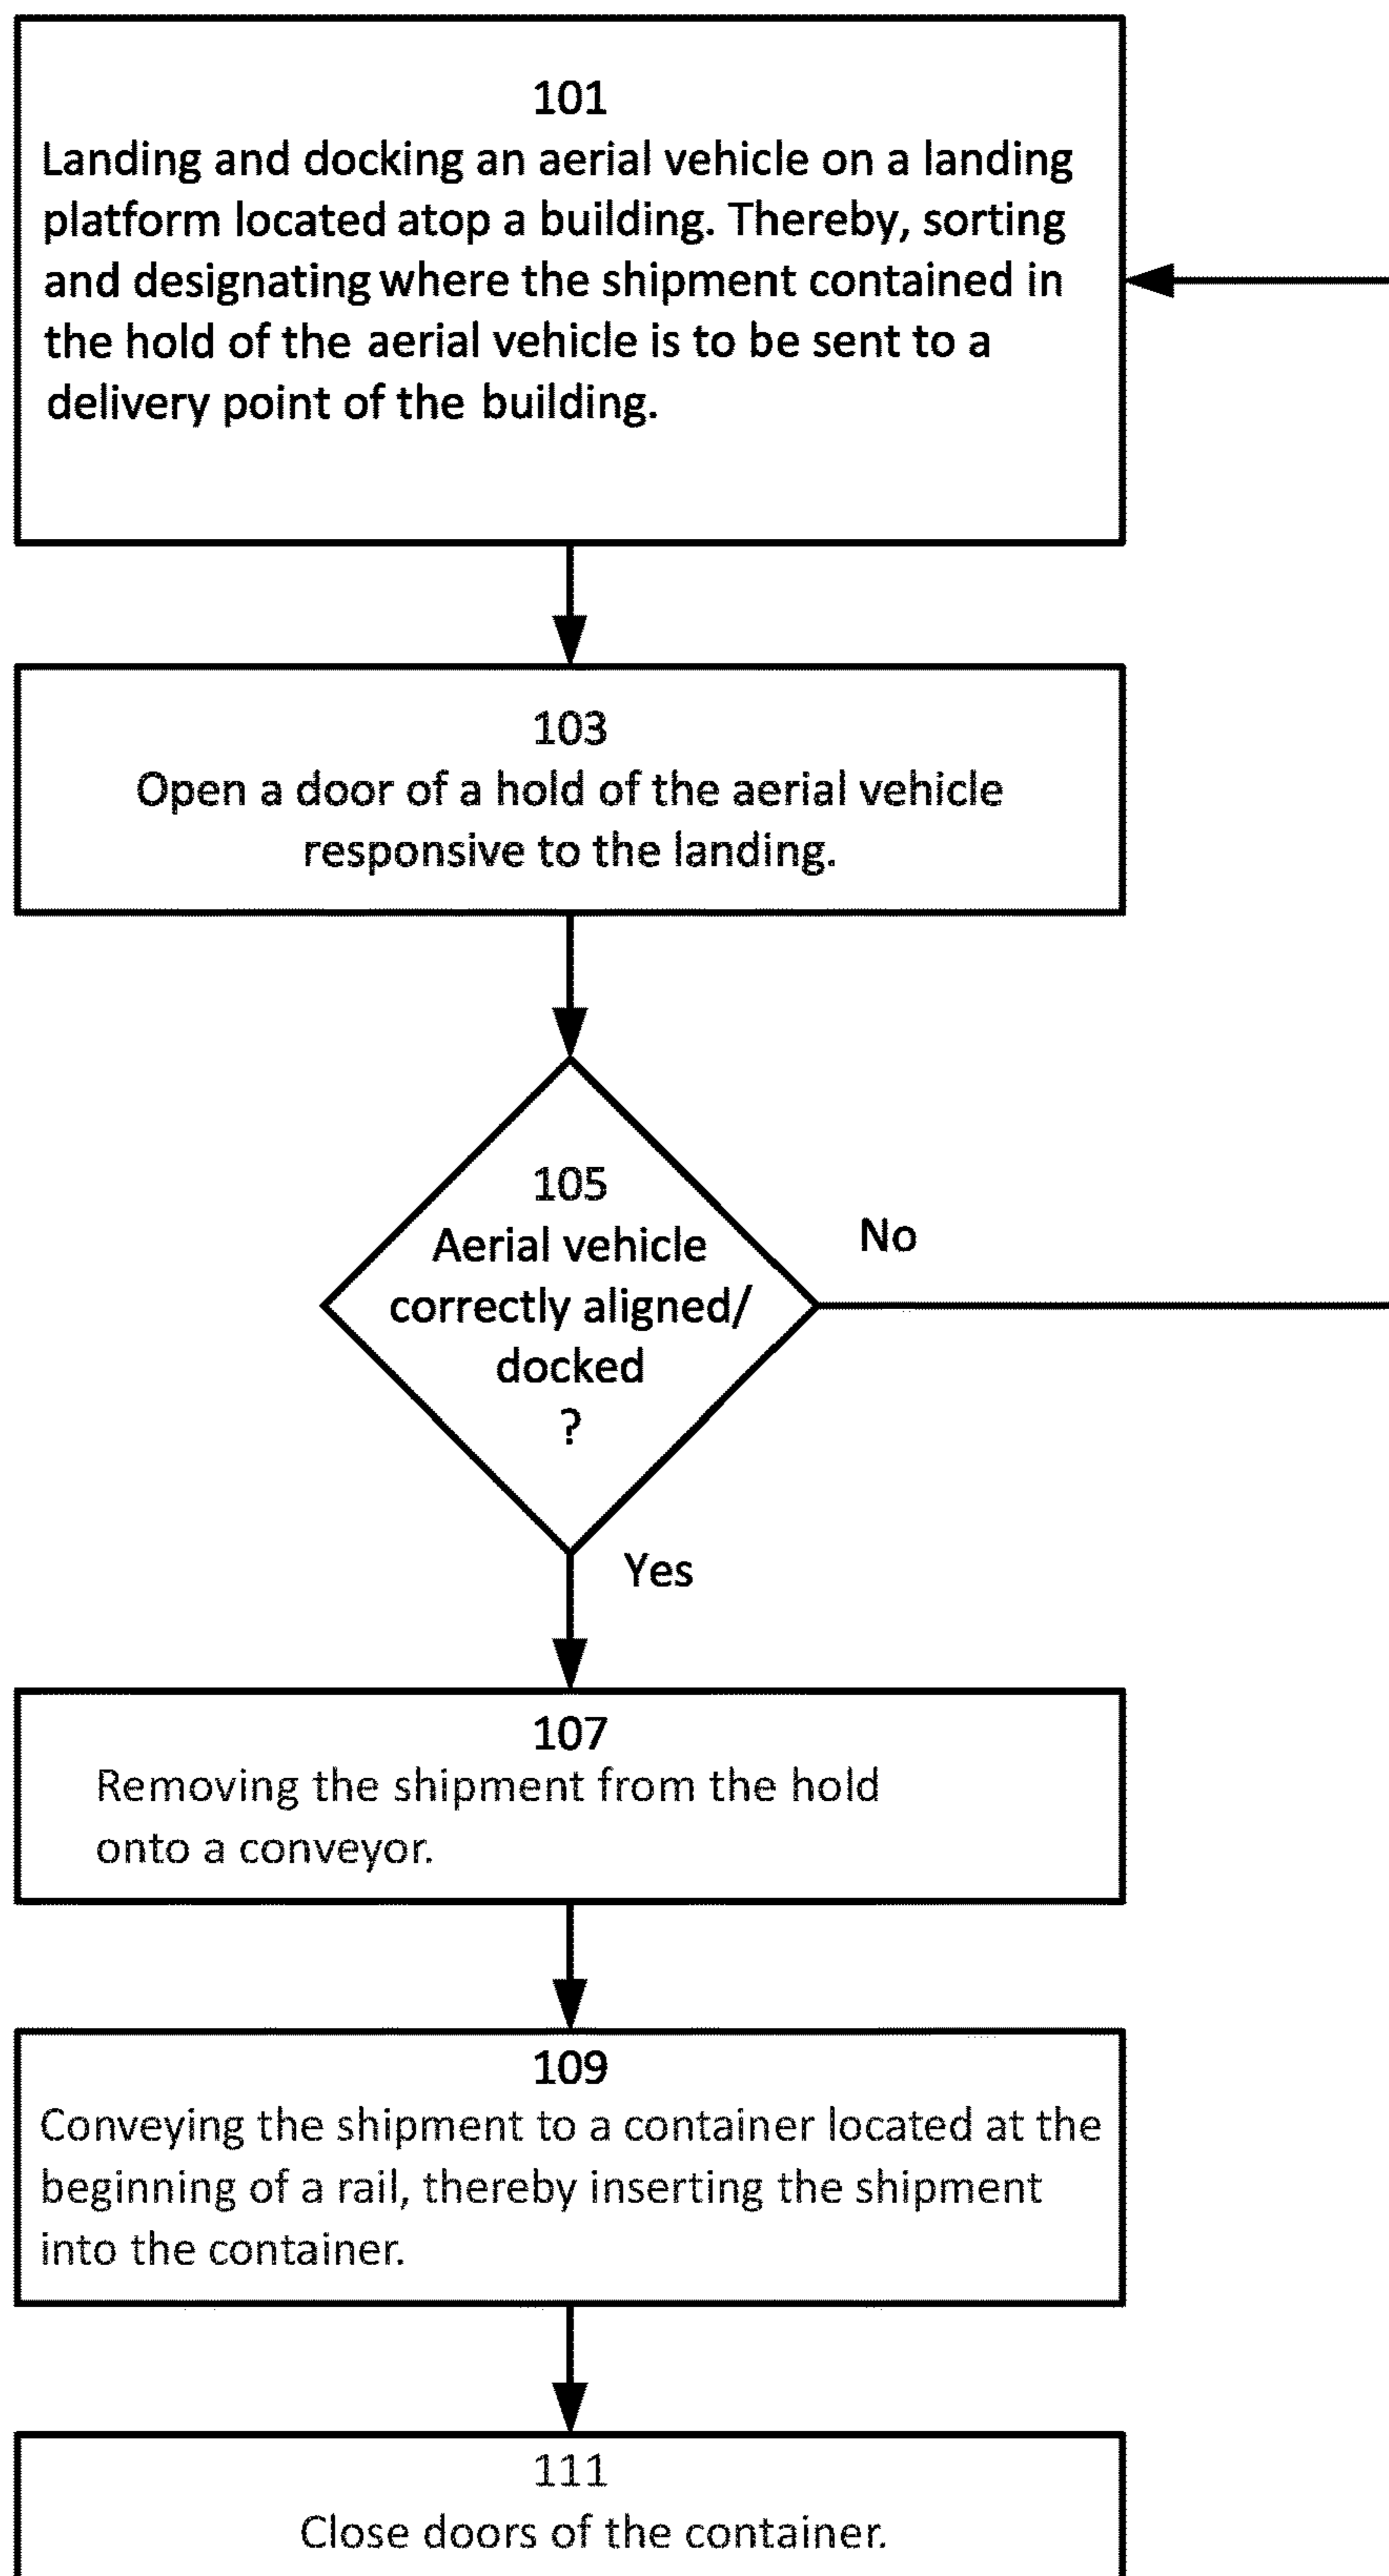 101
Landing and docking an aerial vehicle on a landing
platform located atop a building. Thereby, sorting
and designating where the shipment contained in
the hold of the aerial vehicle is to be sent to a
delivery point of the building.
103
Open a door of a hold of the aerial vehicle
responsive to the landing.
105
Aerial vehicle
correctly aligned/
docked
?
No
Yes
107
Removing the shipment from the hold
onto a conveyor.
109
Conveying the shipment to a container located at the
beginning of a rail, thereby inserting the shipment
into the container.
111
Close doors of the container.